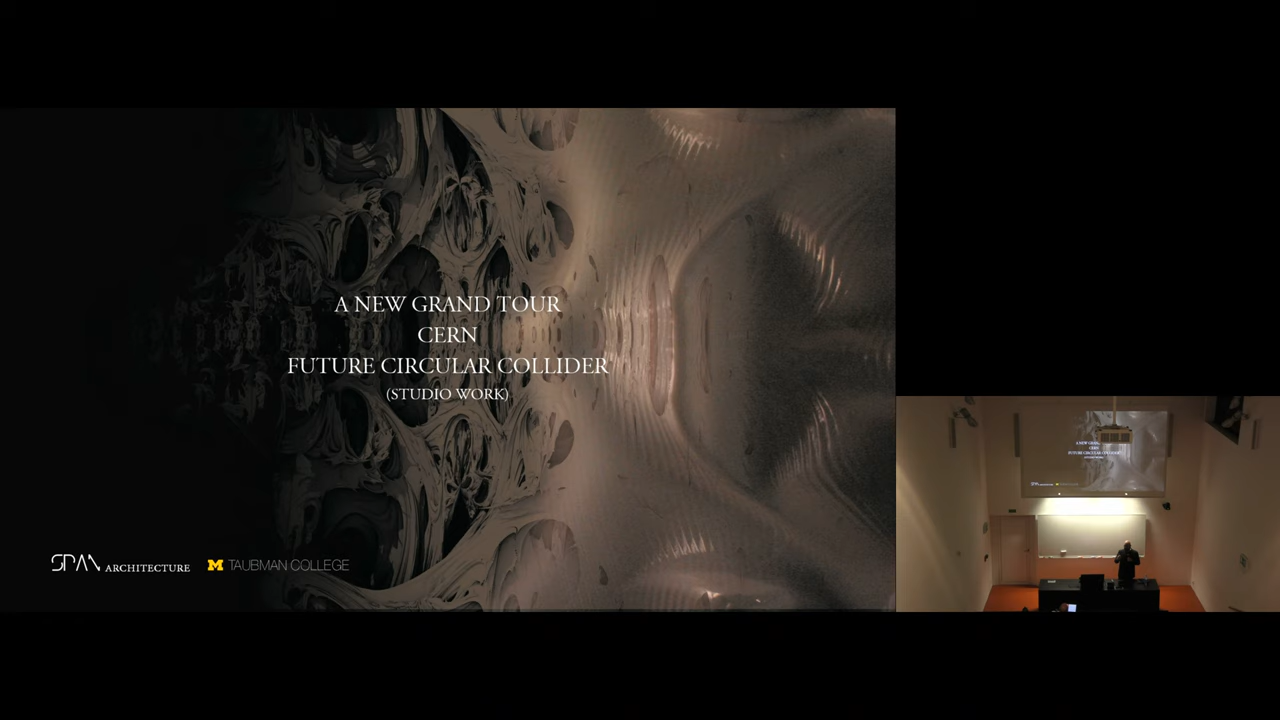 A NEW GRAND TOUR
CERN
FUTURE CIRCULAR COLLIDER
(STUDIO WORK)
SPAN ARCHITECTURE
M TAUBMAN COLLEGE